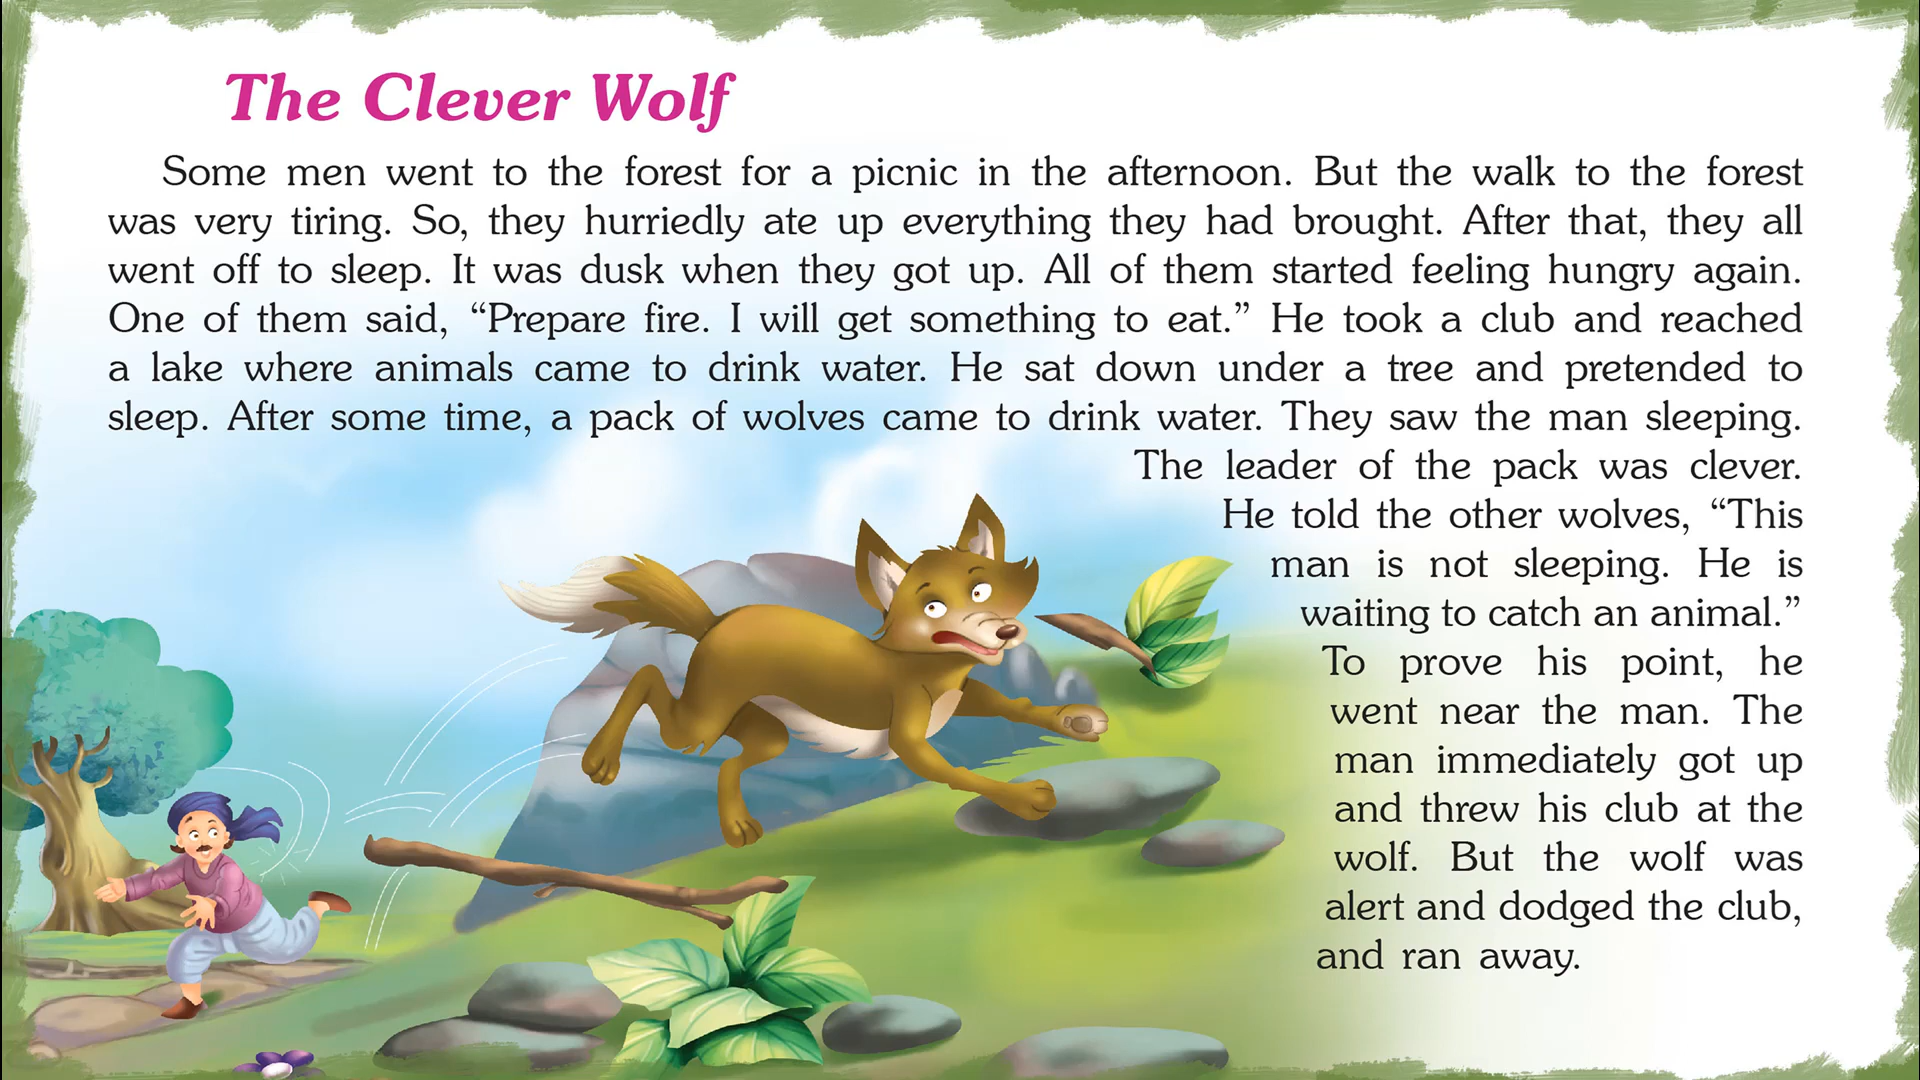 The Clever Wolf
Some men went to the forest for a picnic in the afternoon. But the walk to the forest
was very tiring. So, they hurriedly ate up everything they had brought. After that, they all
went off to sleep. It was dusk when they got up. All of them started feeling hungry again.
One of them said, “Prepare fire. I will get something to eat.” He took a club and reached
a lake where animals came to drink water. He sat down under a tree and pretended to
sleep. After some time, a pack of wolves came to drink water. They saw the man sleeping.
The leader of the pack was clever.
He told the other wolves, “This
man is not sleeping. He is
waiting to catch an animal.”
To prove his point, he
went near the man. The
man immediately got up
and threw his club at the
wolf. But the wolf was
alert and dodged the club,
and ran away.